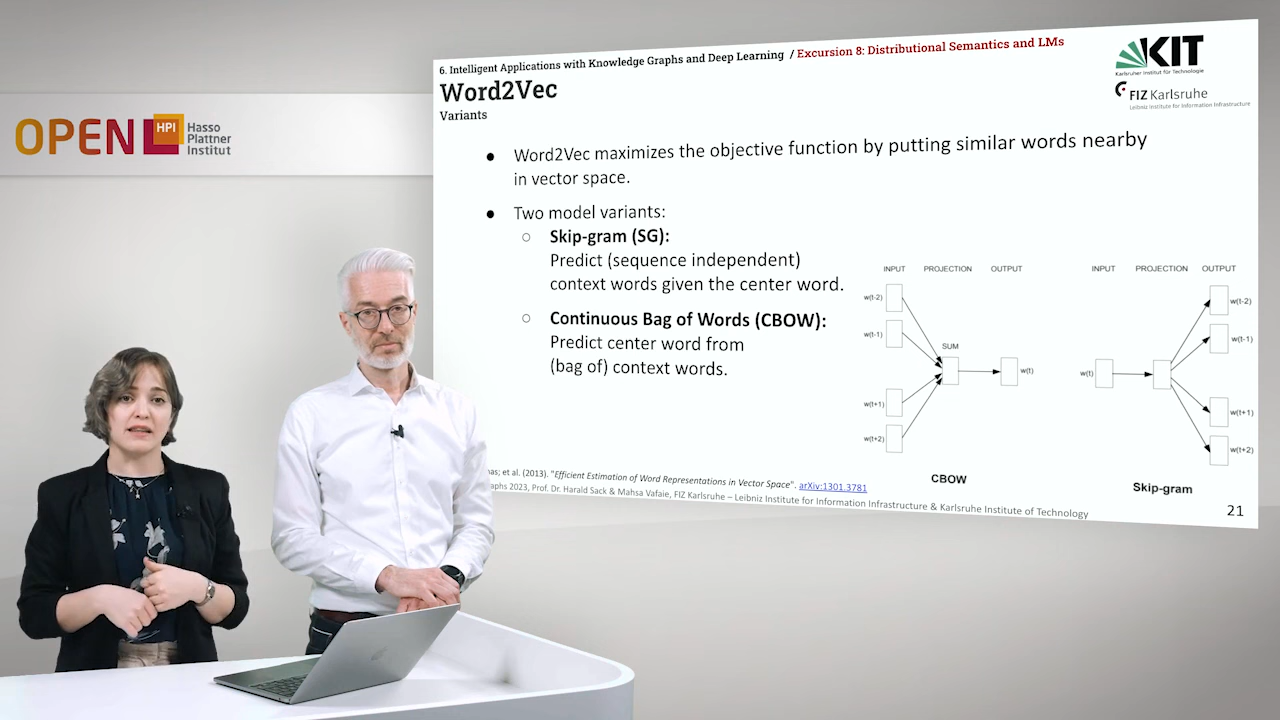 OPEN HPI Hasso
Plattner
Institut
6. Intelligent Applications with Knowledge Graphs and Deep Learning / Excursion 8: Distributional Semantics and LMs
Word2Vec
Variants
KIT
Karlsruher Institut für Technologie
FIZ Karlsruhe
Leibniz Institute for Information Infrastructure
● Word2Vec maximizes the objective function by putting similar words nearby
in vector space.
● Two model variants:
○ Skip-gram (SG):
Predict (sequence independent)
context words given the center word.
○ Continuous Bag of Words (CBOW):
Predict center word from
(bag of) context words.
INPUT PROJECTION OUTPUT
w(t-2)
w(t-1)
SUM
w(t)
w(t+1)
w(t+2)
CBOW
INPUT PROJECTION OUTPUT
w(t-2)
w(t-1)
w(t)
w(t+1)
w(t+2)
Skip-gram
et al. (2013). "Efficient Estimation of Word Representations in Vector Space". arXiv:1301.3781
2023, Prof. Dr. Harald Sack & Mahsa Vafaie, FIZ Karlsruhe – Leibniz Institute for Information Infrastructure & Karlsruhe Institute of Technology
21